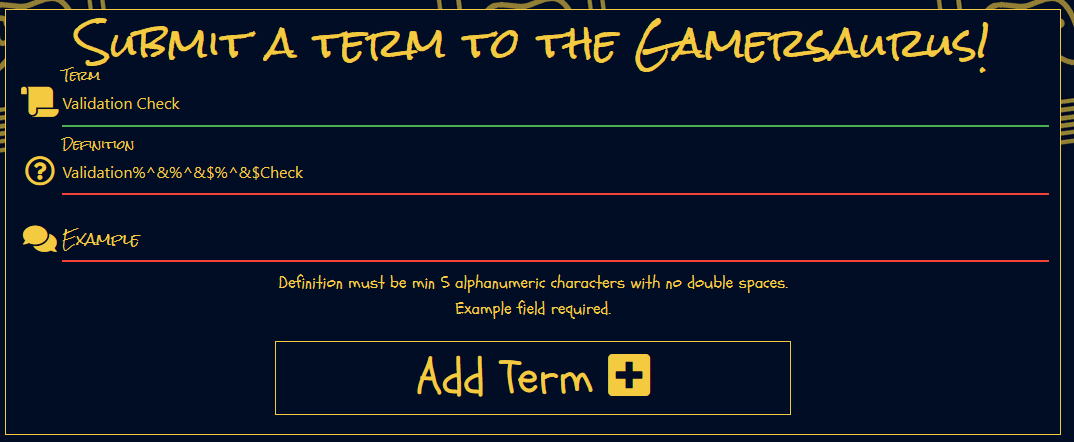 Submit a term to the Gamersaurus!
Term
Validation Check
Definition
Validation%^&%^&$%^&$Check
Example
Definition must be min 5 alphanumeric characters with no double spaces.
Example field required.
Add Term